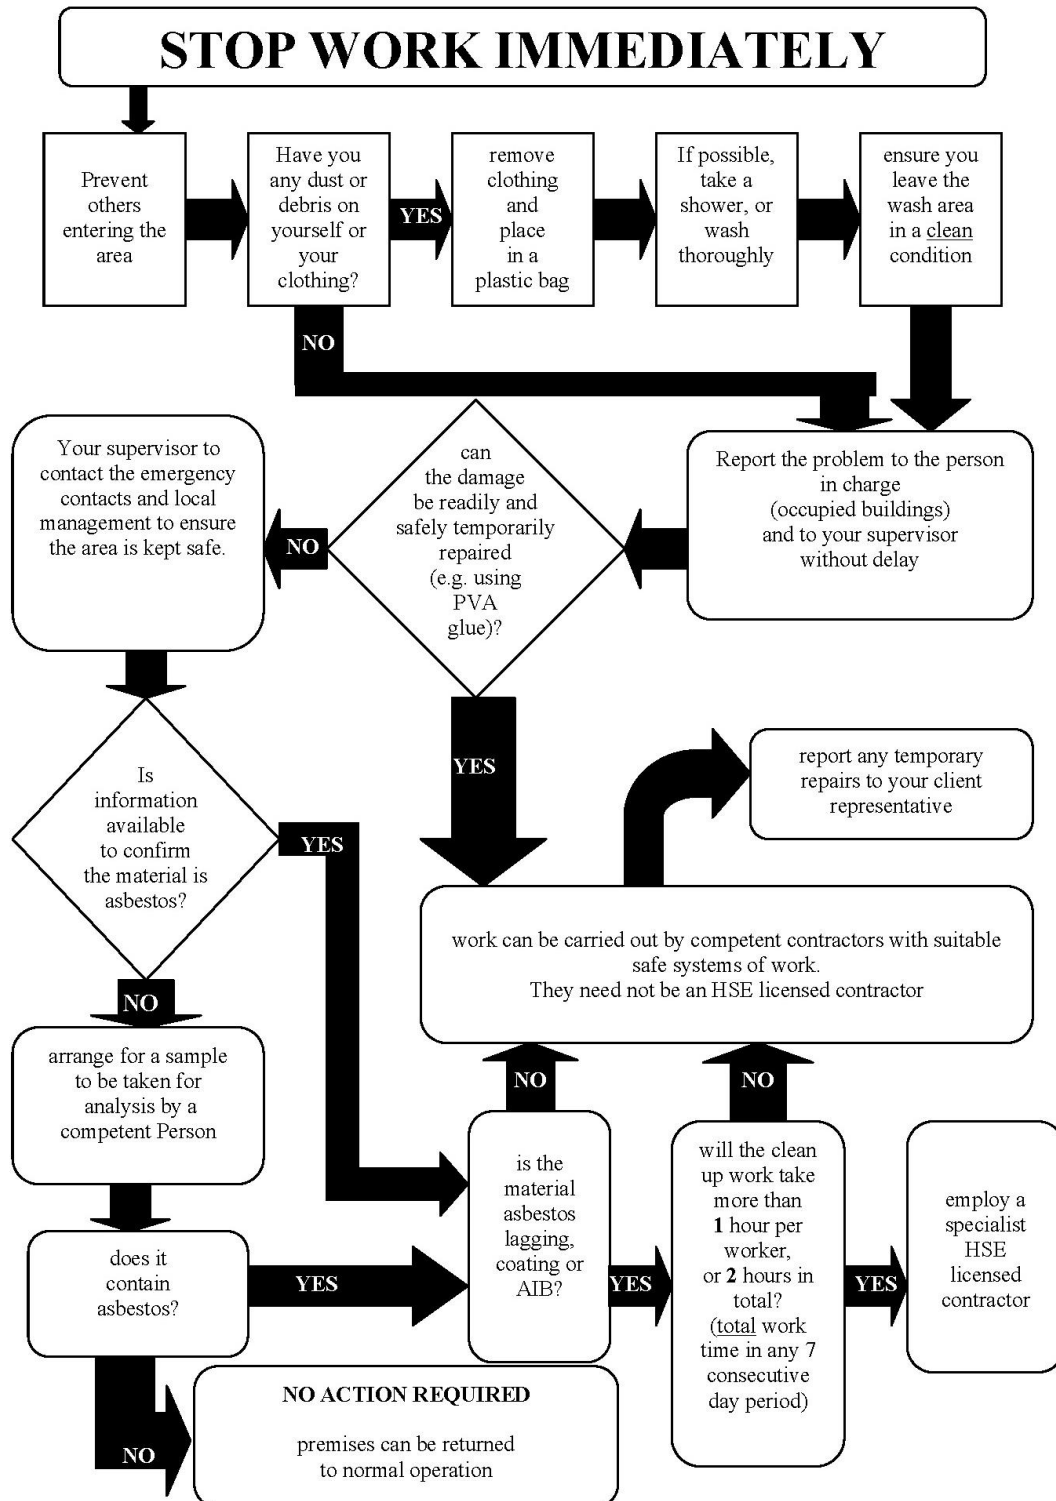 STOP WORK IMMEDIATELY
Prevent
others
entering the
area
Have you
any dust or
debris on
yourself or
your
clothing?
YES
remove
clothing
and
place
in a
plastic bag
If possible,
take a
shower, or
wash
thoroughly
ensure you
leave the
wash area
in a clean
condition
NO
Report the problem to the person
in charge
(occupied buildings)
and to your supervisor
without delay
can
the damage
be readily and
safely temporarily
repaired
(e.g. using
PVA
glue)?
NO
Your supervisor to
contact the emergency
contacts and local
management to ensure
the area is kept safe.
YES
report any temporary
repairs to your client
representative
Is
information
available
to confirm
the material is
asbestos?
YES
work can be carried out by competent contractors with suitable
safe systems of work.
They need not be an HSE licensed contractor
NO
arrange for a sample
to be taken for
analysis by a
competent Person
NO
NO
does it
contain
asbestos?
YES
is the
material
asbestos
lagging,
coating or
AIB?
YES
will the clean
up work take
more than
1 hour per
worker,
or 2 hours in
total?
(total work
time in any 7
consecutive
day period)
YES
employ a
specialist
HSE
licensed
contractor
NO
NO ACTION REQUIRED
premises can be returned
to normal operation